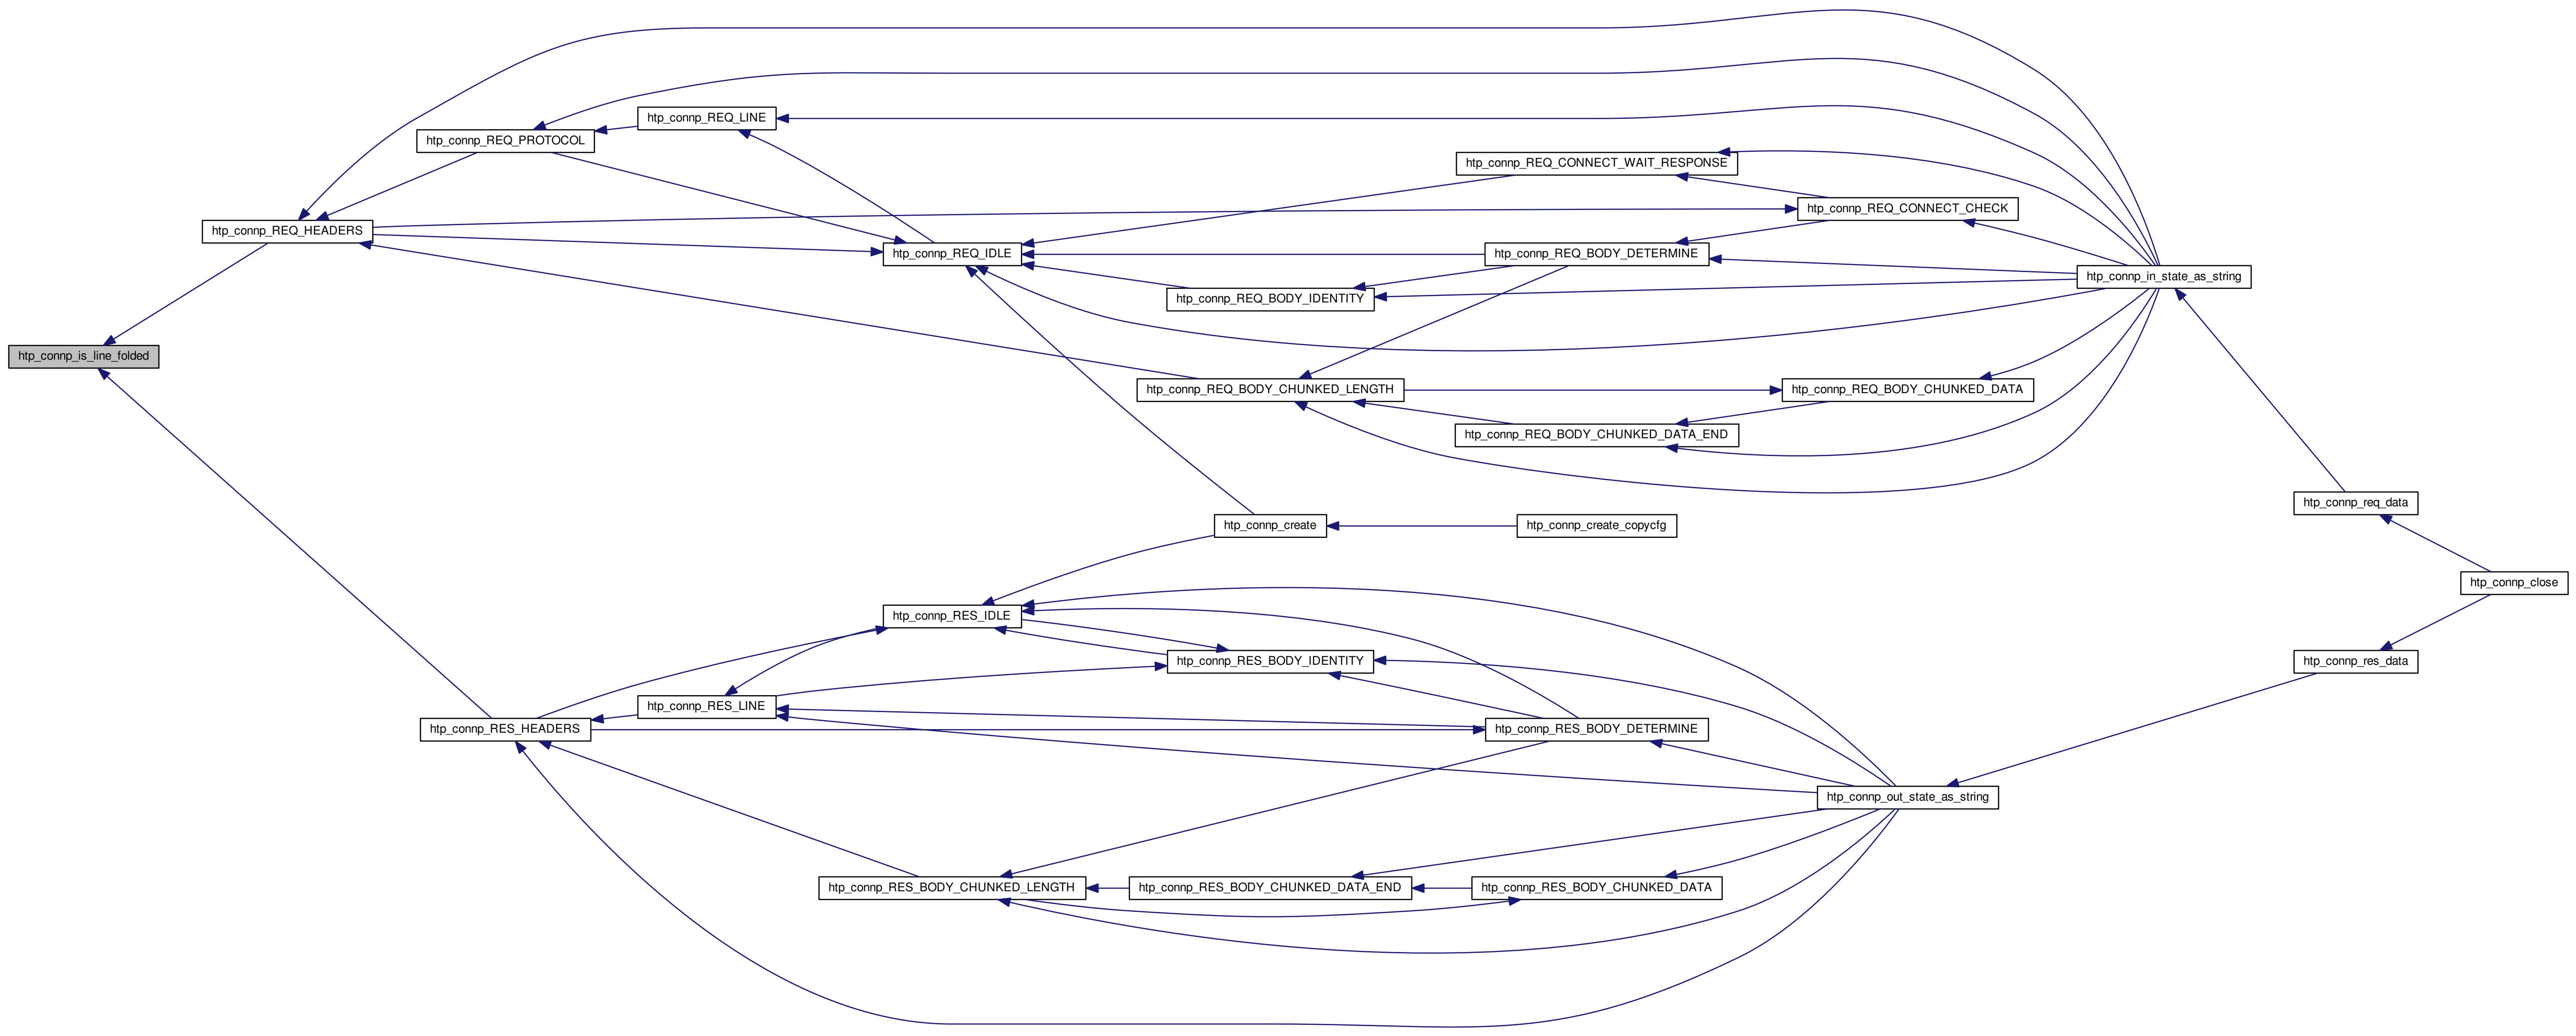 htp_connp_REQ_LINE
htp_connp_REQ_PROTOCOL
htp_connp_REQ_CONNECT_WAIT_RESPONSE
htp_connp_REQ_CONNECT_CHECK
htp_connp_REQ_HEADERS
htp_connp_REQ_IDLE
htp_connp_REQ_BODY_DETERMINE
htp_connp_in_state_as_string
htp_connp_REQ_BODY_IDENTITY
htp_connp_is_line_folded
htp_connp_REQ_BODY_CHUNKED_LENGTH
htp_connp_REQ_BODY_CHUNKED_DATA
htp_connp_REQ_BODY_CHUNKED_DATA_END
htp_connp_req_data
htp_connp_create
htp_connp_create_copycfg
htp_connp_close
htp_connp_RES_IDLE
htp_connp_RES_BODY_IDENTITY
htp_connp_res_data
htp_connp_RES_LINE
htp_connp_RES_HEADERS
htp_connp_RES_BODY_DETERMINE
htp_connp_out_state_as_string
htp_connp_RES_BODY_CHUNKED_LENGTH
htp_connp_RES_BODY_CHUNKED_DATA_END
htp_connp_RES_BODY_CHUNKED_DATA